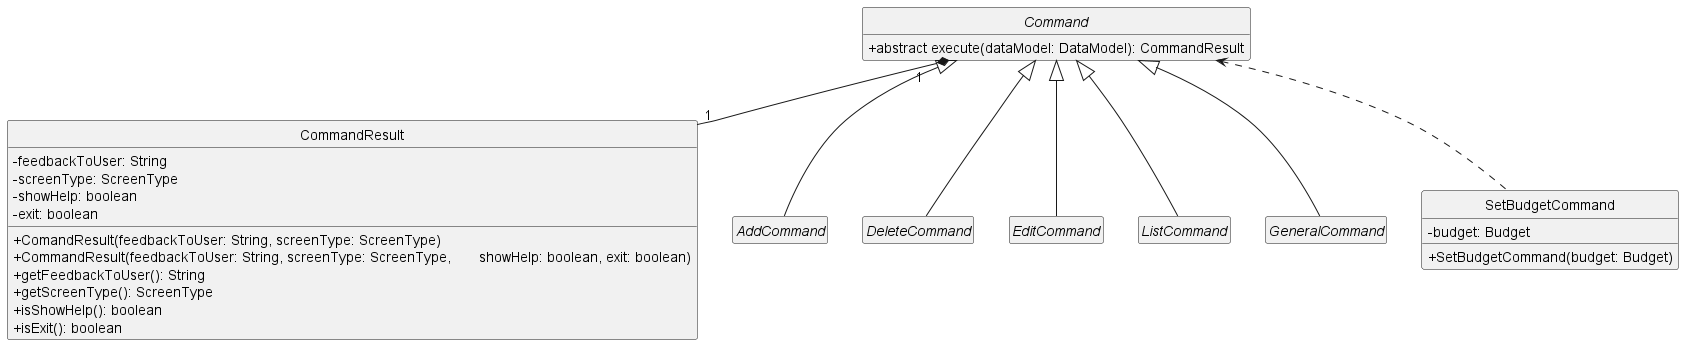 Command
+abstract execute(dataModel: DataModel): CommandResult
1
1
CommandResult
-feedbackToUser: String
-screenType: ScreenType
-showHelp: boolean
-exit: boolean
+ComandResult(feedbackToUser: String, screenType: ScreenType)
+CommandResult(feedbackToUser: String, screenType: ScreenType, showHelp: boolean, exit: boolean)
+getFeedbackToUser(): String
+getScreenType(): ScreenType
+isShowHelp(): boolean
+isExit(): boolean
AddCommand
DeleteCommand
EditCommand
ListCommand
GeneralCommand
SetBudgetCommand
-budget: Budget
+SetBudgetCommand(budget: Budget)